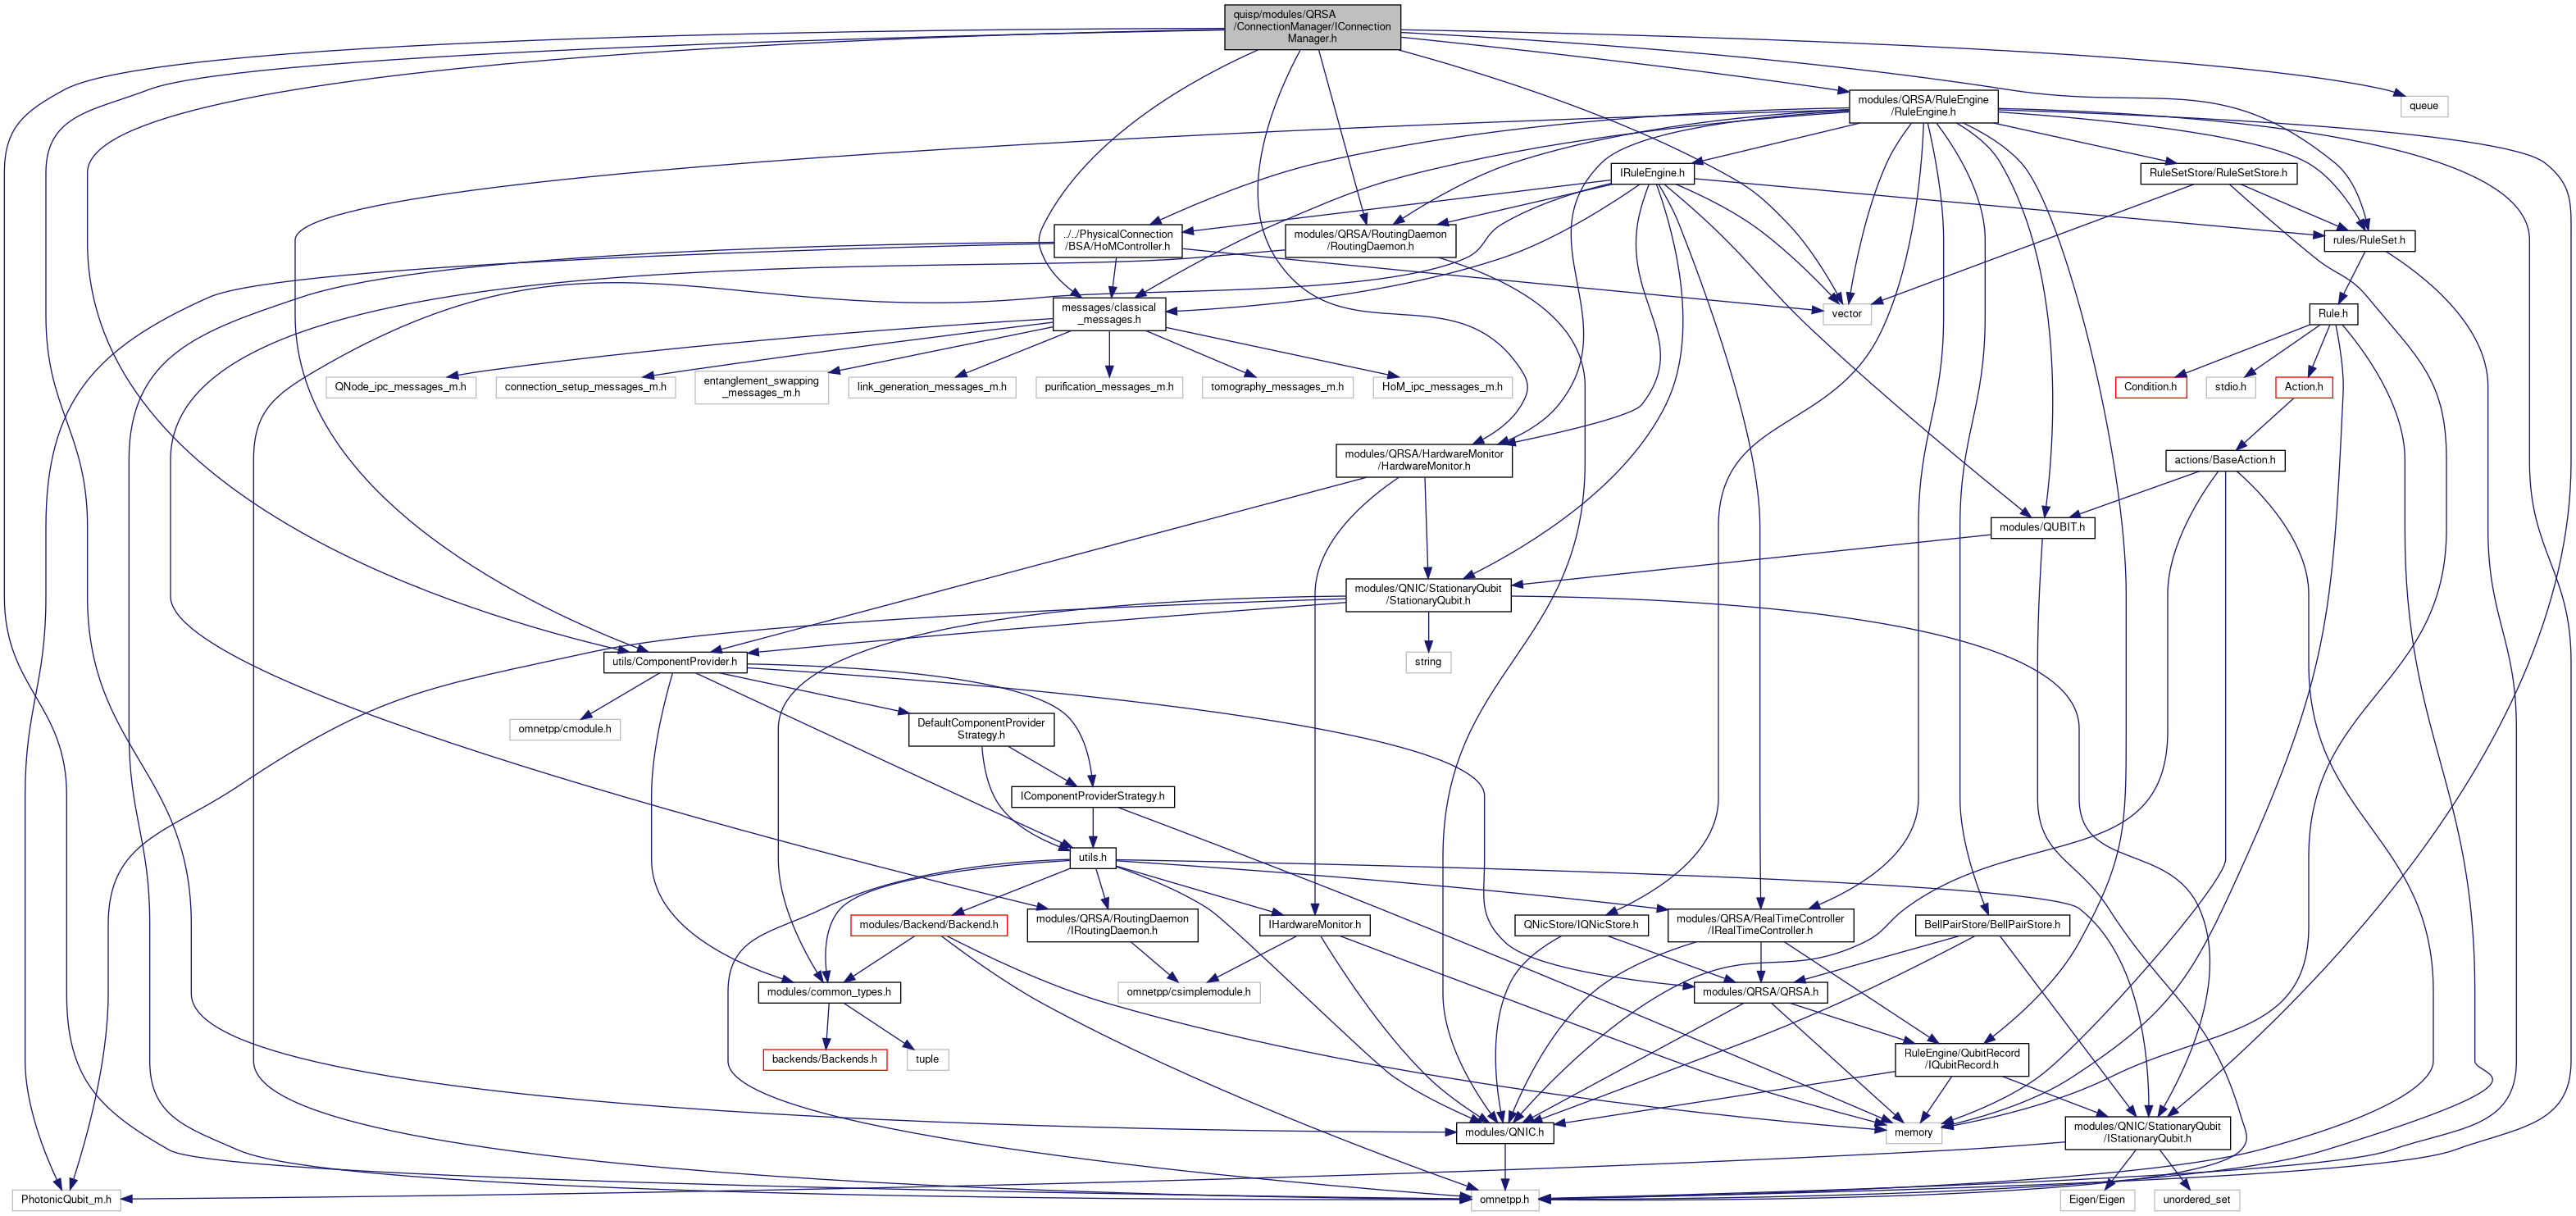 quisp/modules/QRSA
/ConnectionManager/IConnection
Manager.h
modules/QRSA/RuleEngine
/RuleEngine.h
queue
IRuleEngine.h
RuleSetStore/RuleSetStore.h
../../PhysicalConnection
/BSA/HoMController.h
modules/QRSA/RoutingDaemon
/RoutingDaemon.h
rules/RuleSet.h
messages/classical
_messages.h
vector
Rule.h
QNode_ipc_messages_m.h
connection_setup_messages_m.h
entanglement_swapping
_messages_m.h
link_generation_messages_m.h
purification_messages_m.h
tomography_messages_m.h
HoM_ipc_messages_m.h
Condition.h
stdio.h
Action.h
modules/QRSA/HardwareMonitor
/HardwareMonitor.h
actions/BaseAction.h
modules/QUBIT.h
modules/QNIC/StationaryQubit
/StationaryQubit.h
utils/ComponentProvider.h
string
omnetpp/cmodule.h
DefaultComponentProvider
Strategy.h
IComponentProviderStrategy.h
utils.h
modules/Backend/Backend.h
modules/QRSA/RoutingDaemon
/IRoutingDaemon.h
IHardwareMonitor.h
QNicStore/IQNicStore.h
modules/QRSA/RealTimeController
/IRealTimeController.h
BellPairStore/BellPairStore.h
modules/common_types.h
omnetpp/csimplemodule.h
modules/QRSA/QRSA.h
backends/Backends.h
tuple
RuleEngine/QubitRecord
/IQubitRecord.h
modules/QNIC.h
memory
modules/QNIC/StationaryQubit
/IStationaryQubit.h
PhotonicQubit_m.h
omnetpp.h
Eigen/Eigen
unordered_set